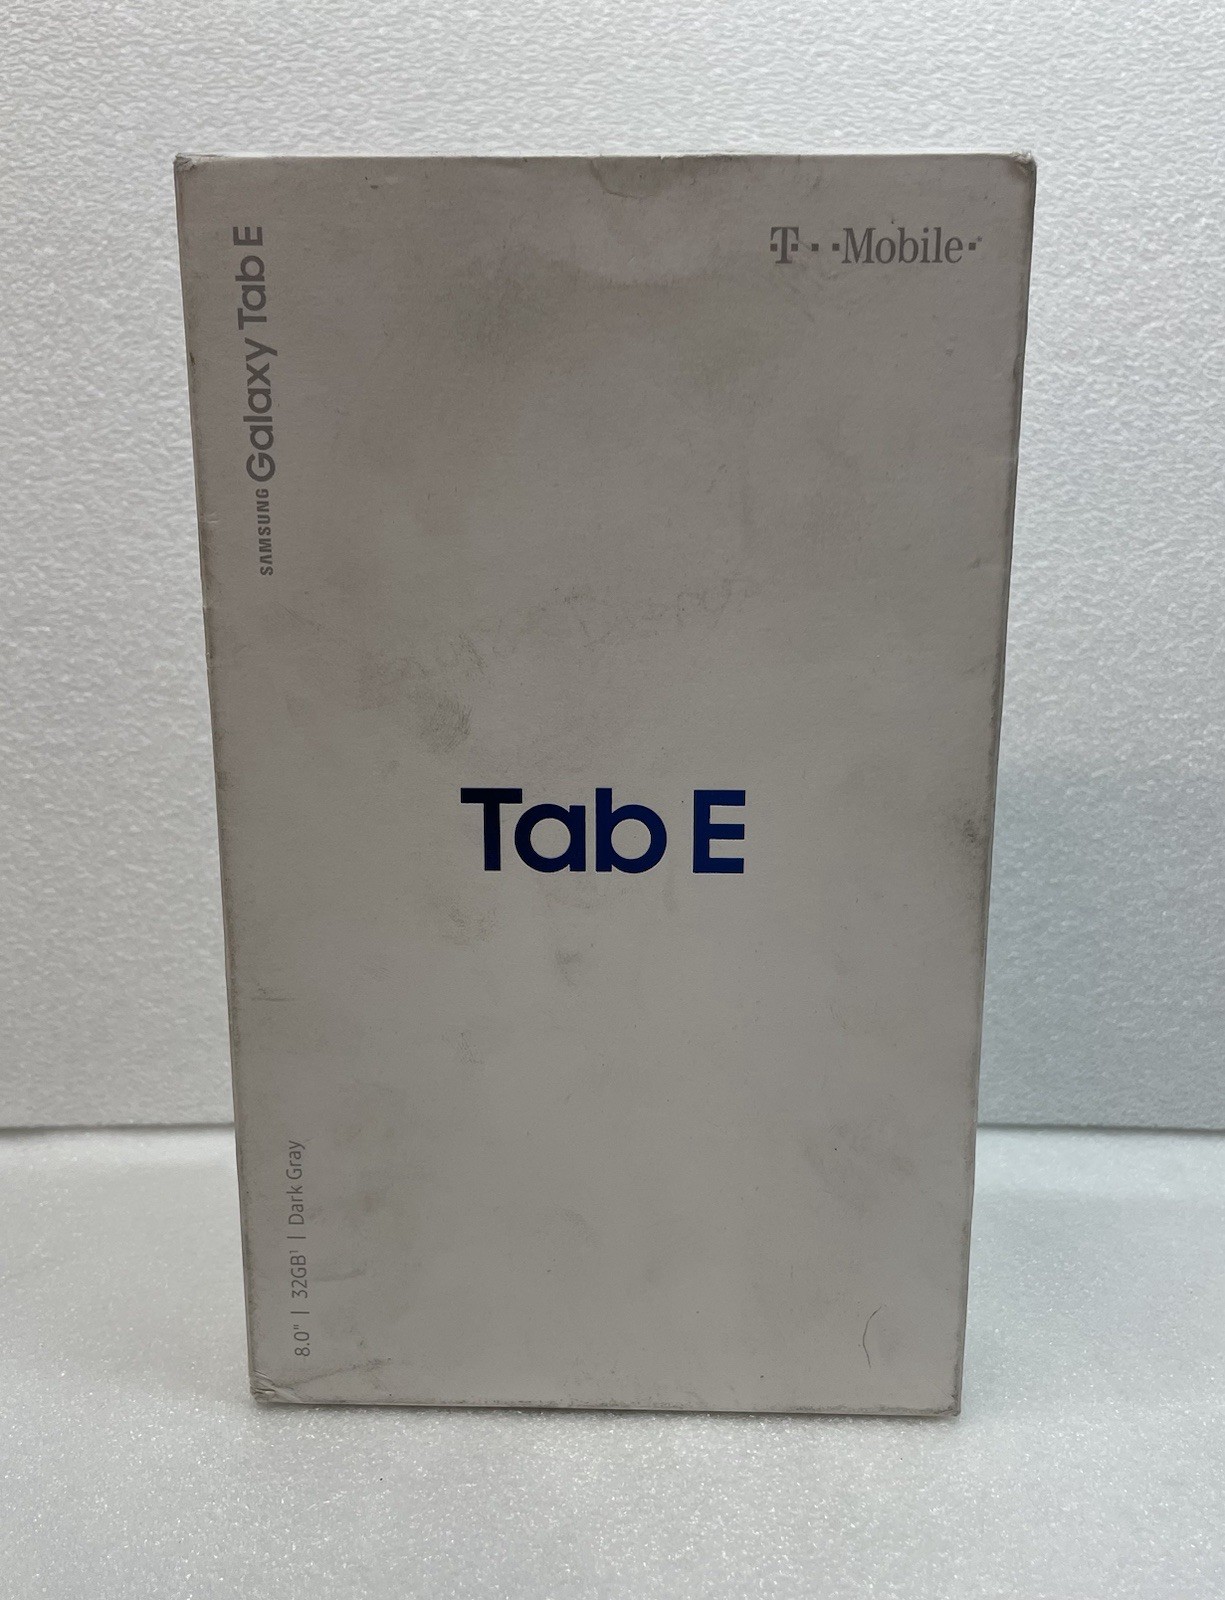 SAMSUNG Galaxy Tab E
T··Mobile·
Tab E
8.0" | 32GB¹ | Dark Gray